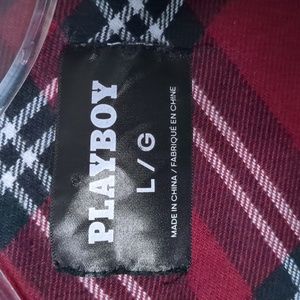 PLAYBOY
L / G
MADE IN CHINA / FABRIQUÉ EN CHINE